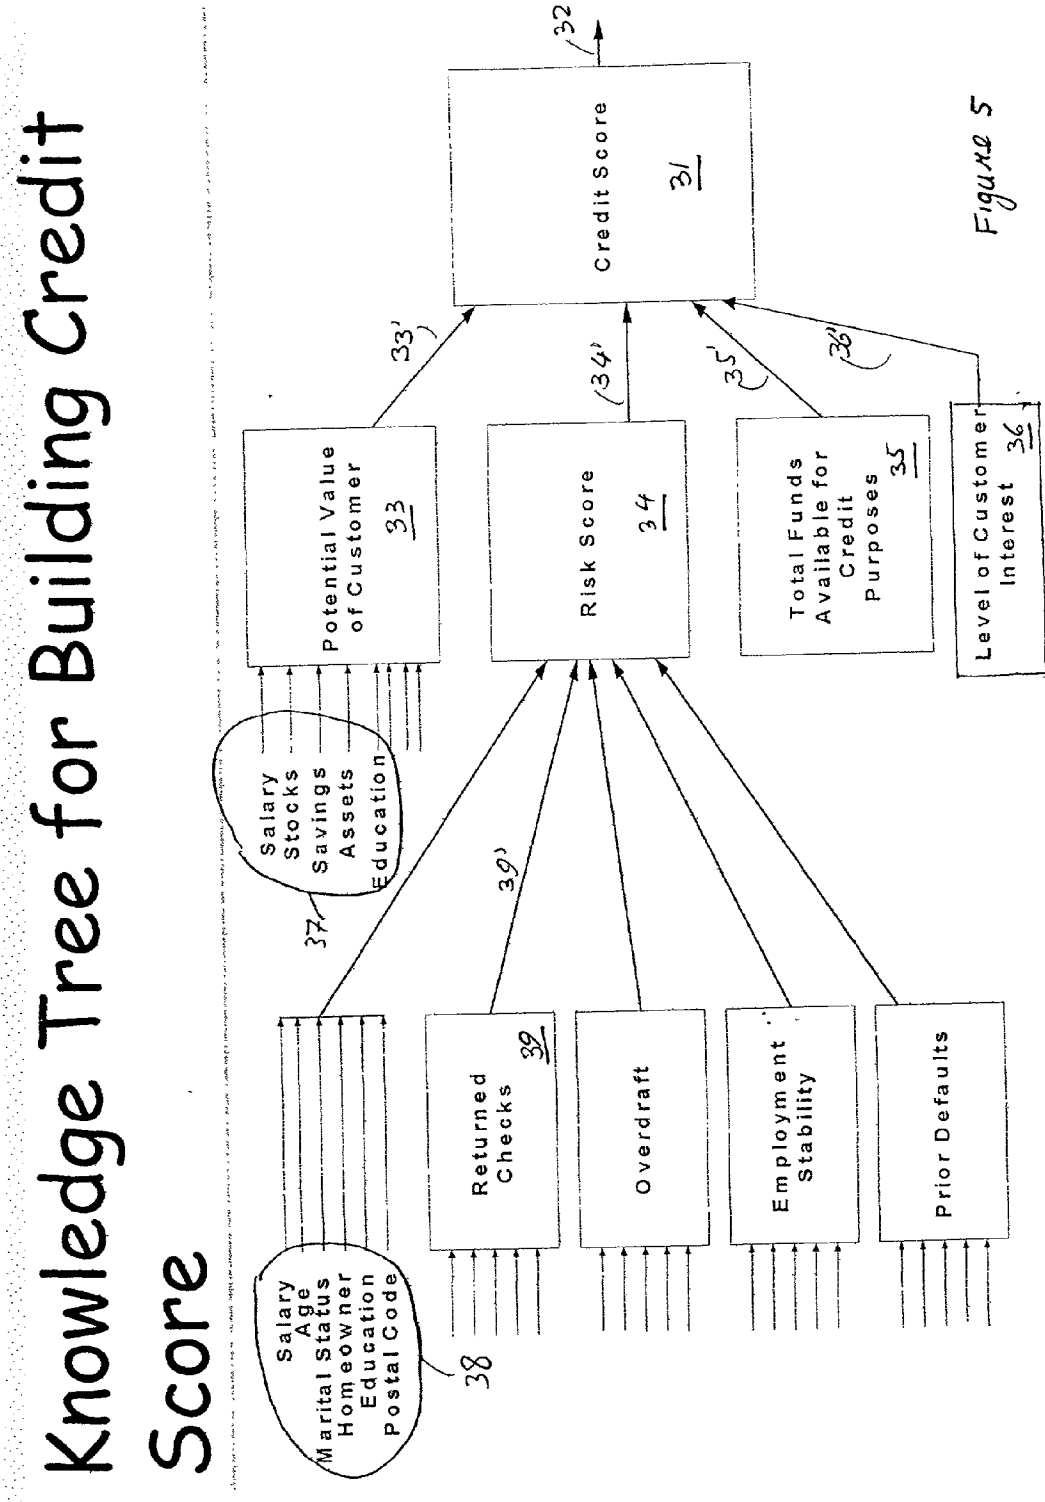 Knowledge Tree for Building Credit
Score
Salary
Stocks
Savings
Assets
Education
37
Potential Value
of Customer
33
33'
Salary
Age
Marital Status
Homeowner
Education
Postal Code
38
Returned
Checks
39
39'
Overdraft
Employment
Stability
Prior Defaults
Risk Score
34
34'
Total Funds
Available for
Credit
Purposes
35
35'
Level of Customer
Interest
36
36'
Credit Score
31
32
Figure 5